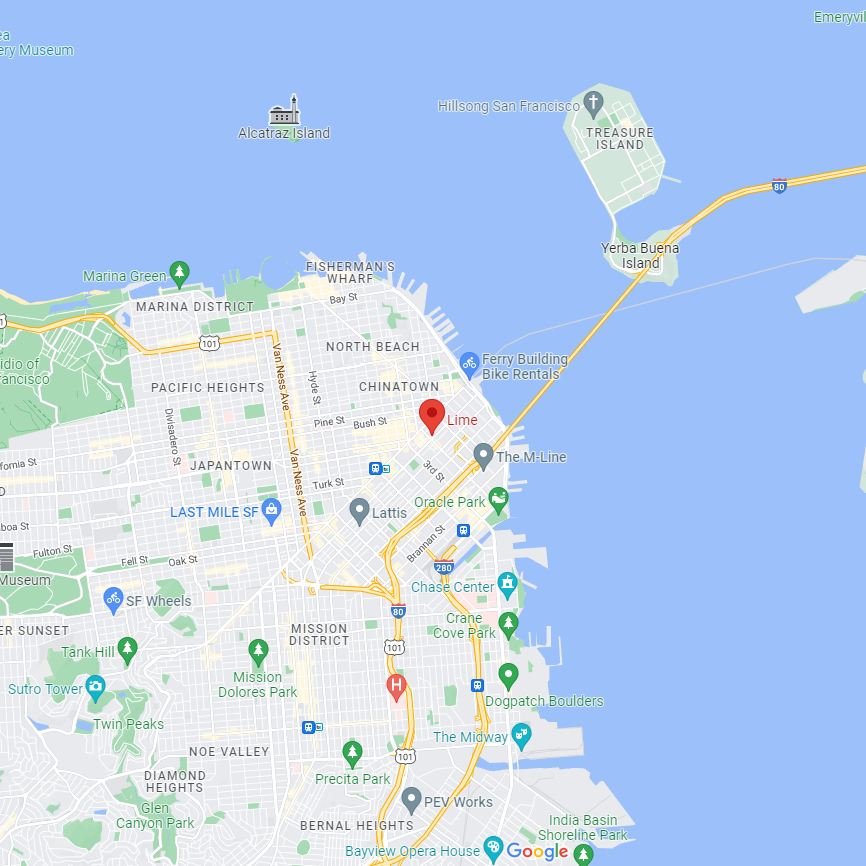 Emeryvil
ea
ery Museum
Hillsong San Francisco
Alcatraz Island
TREASURE
ISLAND
80
Yerba Buena
Island
Marina Green
FISHERMAN'S
WHARF
MARINA DISTRICT
Bay St
1
101
NORTH BEACH
Ferry Building
Bike Rentals
idio of
rancisco
Van Ness Ave
Hyde St
PACIFIC HEIGHTS
CHINATOWN
Divisadero St
Pine St
Bush St
Lime
fornia St
JAPANTOWN
Van Ness Ave
3rd St
The M-Line
Turk St
D
LAST MILE SF
Lattis
Oracle Park
boa St
Brannan St
Fulton St
Fell St
Oak St
280
Museum
Chase Center
SF Wheels
80
ER SUNSET
MISSION
DISTRICT
Crane
Cove Park
101
Tank Hill
Mission
Dolores Park
Sutro Tower
H
Dogpatch Boulders
Twin Peaks
The Midway
NOE VALLEY
101
DIAMOND
HEIGHTS
Precita Park
Glen
Canyon Park
PEV Works
BERNAL HEIGHTS
India Basin
Shoreline Park
Bayview Opera House
Google